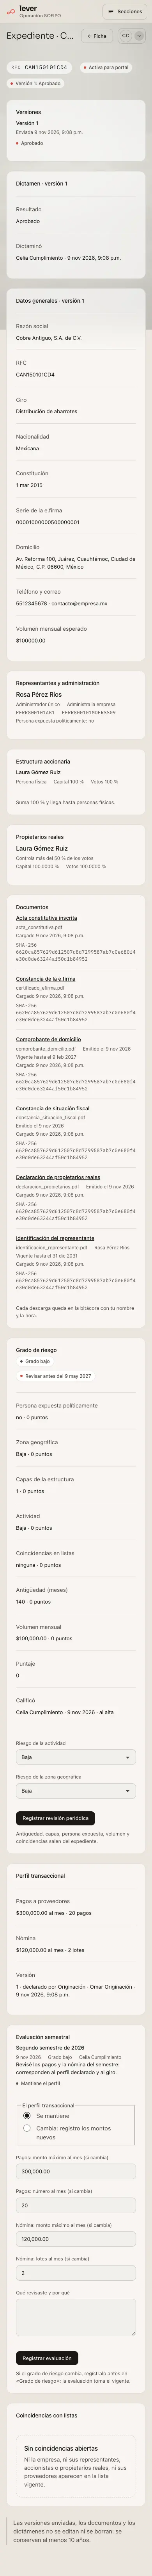 lever
Operación SOFIPO
Secciones
Expediente · C...
← Ficha
CC
RFC CAN150101CD4
Activa para portal
Versión 1: Aprobado
Versiones
Versión 1
Enviada 9 nov 2026, 9:08 p.m.
Aprobado
Dictamen · versión 1
Resultado
Aprobado
Dictaminó
Celia Cumplimiento · 9 nov 2026, 9:08 p.m.
Datos generales · versión 1
Razón social
Cobre Antiguo, S.A. de C.V.
RFC
CAN150101CD4
Giro
Distribución de abarrotes
Nacionalidad
Mexicana
Constitución
1 mar 2015
Serie de la e.firma
00001000000500000001
Domicilio
Av. Reforma 100, Juárez, Cuauhtémoc, Ciudad de
México, C.P. 06600, México
Teléfono y correo
5512345678 · contacto@empresa.mx
Volumen mensual esperado
$100000.00
Representantes y administración
Rosa Pérez Ríos
Administrador único Administra la empresa
PERR800101AB1 PERR800101MDFRSS09
Persona expuesta políticamente: no
Estructura accionaria
Laura Gómez Ruiz
Persona física Capital 100 % Votos 100 %
Suma 100 % y llega hasta personas físicas.
Propietarios reales
Laura Gómez Ruiz
Controla más del 50 % de los votos
Capital 100.0000 % Votos 100.0000 %
Documentos
Acta constitutiva inscrita
acta_constitutiva.pdf
Cargado 9 nov 2026, 9:08 p.m.
SHA-256
Constancia de la e.firma
certificado_efirma.pdf
Cargado 9 nov 2026, 9:08 p.m.
SHA-256
Comprobante de domicilio
comprobante_domicilio.pdf Emitido el 9 nov 2026
Vigente hasta el 9 feb 2027
Cargado 9 nov 2026, 9:08 p.m.
SHA-256
Constancia de situación fiscal
constancia_situacion_fiscal.pdf
Emitido el 9 nov 2026
Cargado 9 nov 2026, 9:08 p.m.
SHA-256
Declaración de propietarios reales
declaracion_propietarios.pdf Emitido el 9 nov 2026
Cargado 9 nov 2026, 9:08 p.m.
SHA-256
Identificación del representante
identificacion_representante.pdf Rosa Pérez Ríos
Vigente hasta el 31 dic 2031
Cargado 9 nov 2026, 9:08 p.m.
SHA-256
Cada descarga queda en la bitácora con tu nombre
y la hora.
Grado de riesgo
Grado bajo
Revisar antes del 9 may 2027
Persona expuesta políticamente
no · 0 puntos
Zona geográfica
Baja · 0 puntos
Capas de la estructura
1 · 0 puntos
Actividad
Baja · 0 puntos
Coincidencias en listas
ninguna · 0 puntos
Antigüedad (meses)
140 · 0 puntos
Volumen mensual
$100,000.00 · 0 puntos
Puntaje
0
Calificó
Celia Cumplimiento · 9 nov 2026 · al alta
Riesgo de la actividad
Baja
Riesgo de la zona geográfica
Baja
Registrar revisión periódica
Antigüedad, capas, persona expuesta, volumen y
coincidencias salen del expediente.
Perfil transaccional
Pagos a proveedores
$300,000.00 al mes · 20 pagos
Nómina
$120,000.00 al mes · 2 lotes
Versión
1 · declarado por Originación · Omar Originación ·
9 nov 2026, 9:08 p.m.
Evaluación semestral
Segundo semestre de 2026
9 nov 2026 Grado bajo Celia Cumplimiento
Revisé los pagos y la nómina del semestre:
corresponden al perfil declarado y al giro.
Mantiene el perfil
El perfil transaccional
Se mantiene
Cambia: registro los montos
nuevos
Pagos: monto máximo al mes (si cambia)
300,000.00
Pagos: número al mes (si cambia)
20
Nómina: monto máximo al mes (si cambia)
120,000.00
Nómina: lotes al mes (si cambia)
2
Qué revisaste y por qué
Registrar evaluación
Si el grado de riesgo cambia, regístralo antes en
«Grado de riesgo»: la evaluación toma el vigente.
Coincidencias con listas
Sin coincidencias abiertas
Ni la empresa, ni sus representantes,
accionistas o propietarios reales, ni sus
proveedores aparecen en la lista
vigente.
Las versiones enviadas, los documentos y los
dictámenes no se editan ni se borran: se
conservan al menos 10 años.